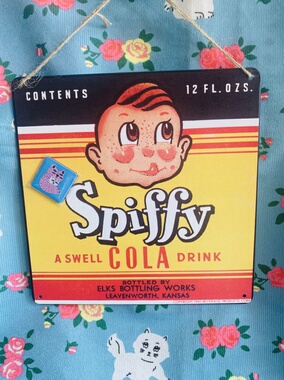 CONTENTS 12 FL. OZS.
Spiffy
A SWELL COLA DRINK
BOTTLED BY
ELKS BOTTLING WORKS
LEAVENWORTH, KANSAS